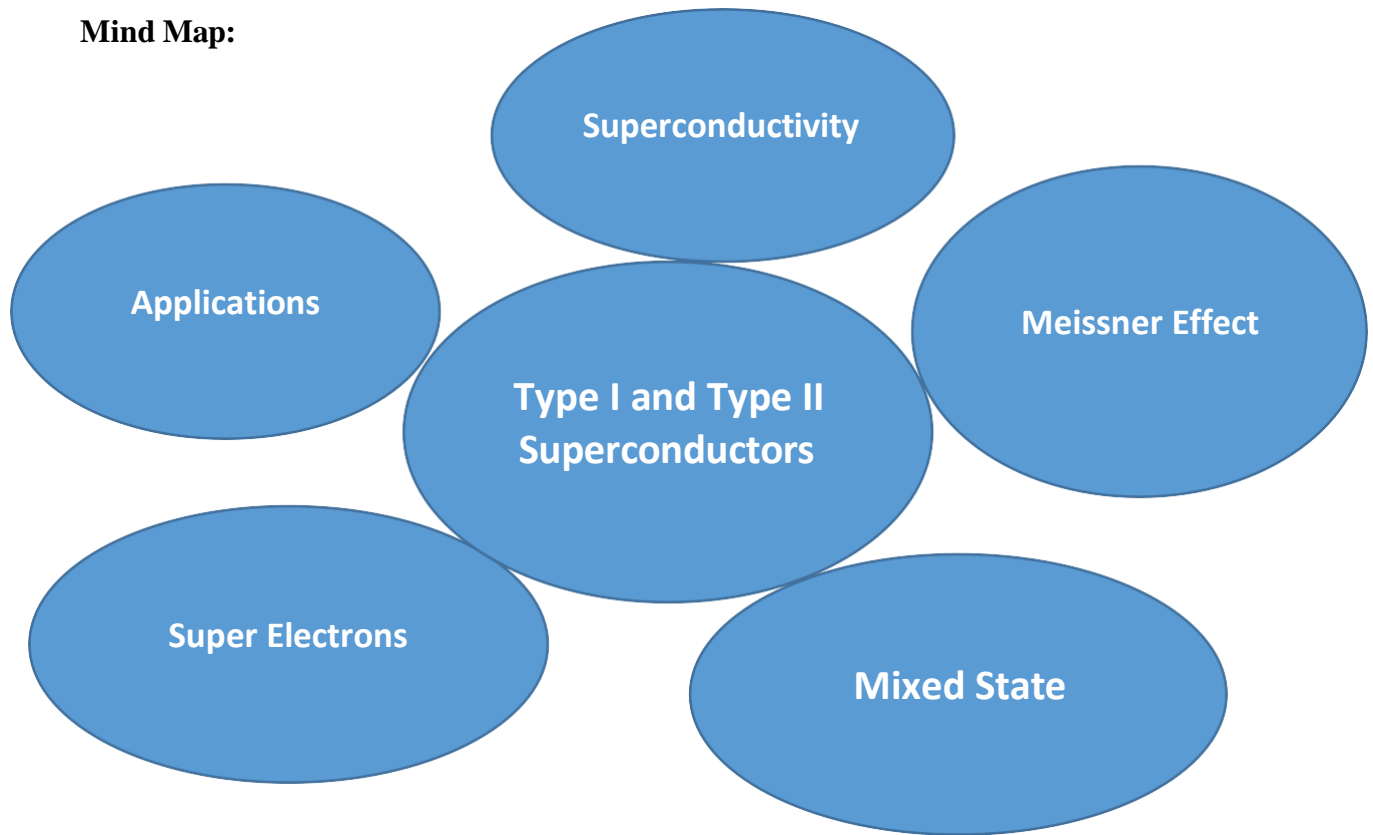 Mind Map:
Superconductivity
Applications
Meissner Effect
Type I and Type II
Superconductors
Super Electrons
Mixed State